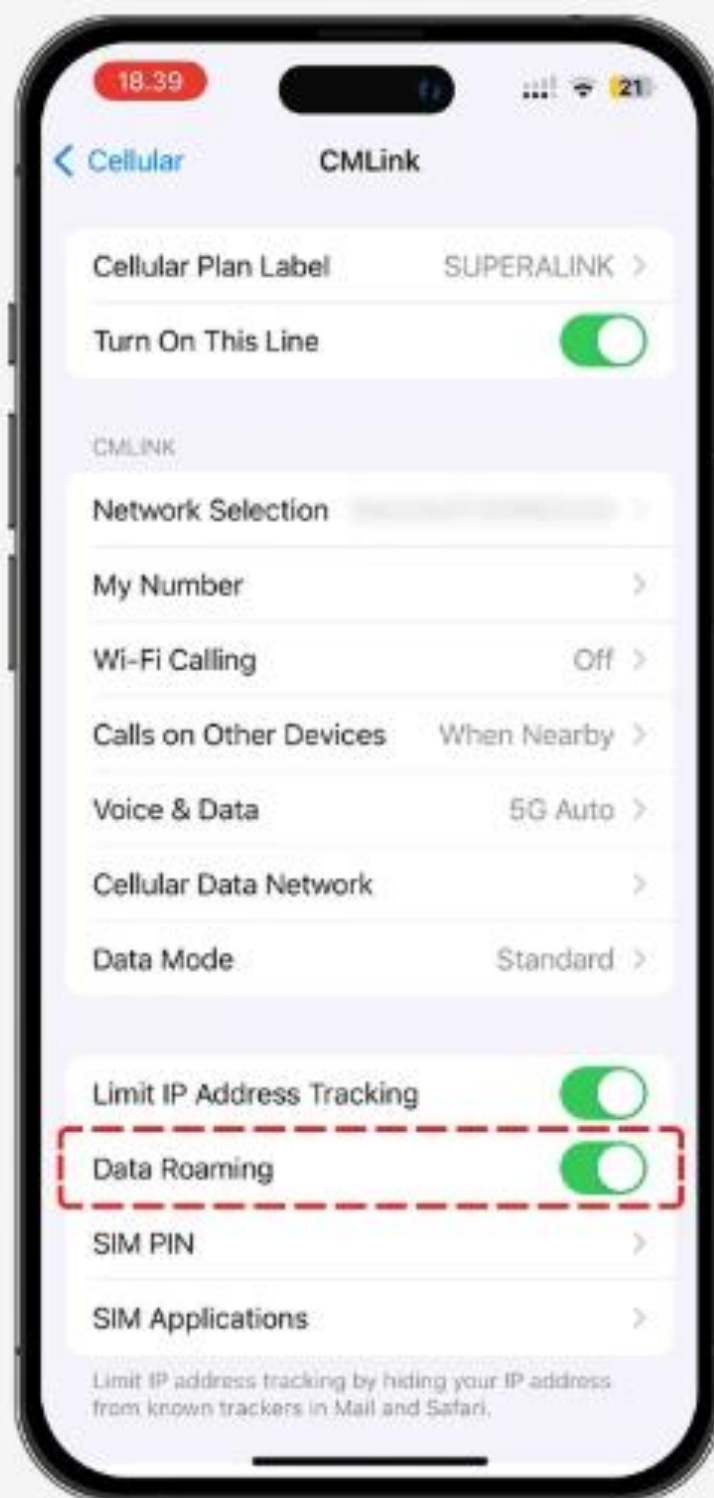 18.39
21
Cellular
CMLink
Cellular Plan Label SUPERALINK
Turn On This Line
CMLINK
Network Selection
My Number
Wi-Fi Calling Off
Calls on Other Devices When Nearby
Voice & Data 5G Auto
Cellular Data Network
Data Mode Standard
Limit IP Address Tracking
Data Roaming
SIM PIN
SIM Applications
Limit IP address tracking by hiding your IP address
from known trackers in Mail and Safari.